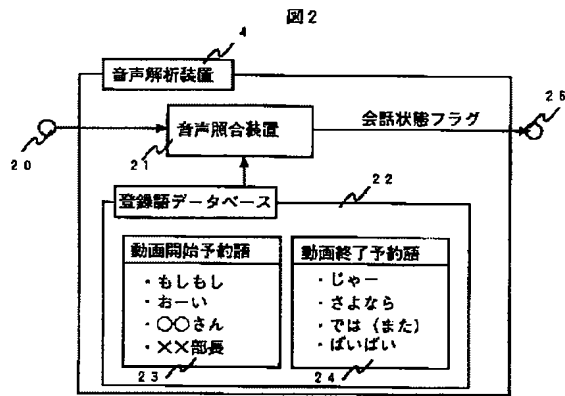 図2
4
音声解析装置
26
会話状態フラグ
音声照合装置
20
21
22
登録語データベース
動画開始予約語
・もしもし
・おーい
・○○さん
・××部長
23
動画終了予約語
・じゃー
・さよなら
・では（また）
・ばいばい
24